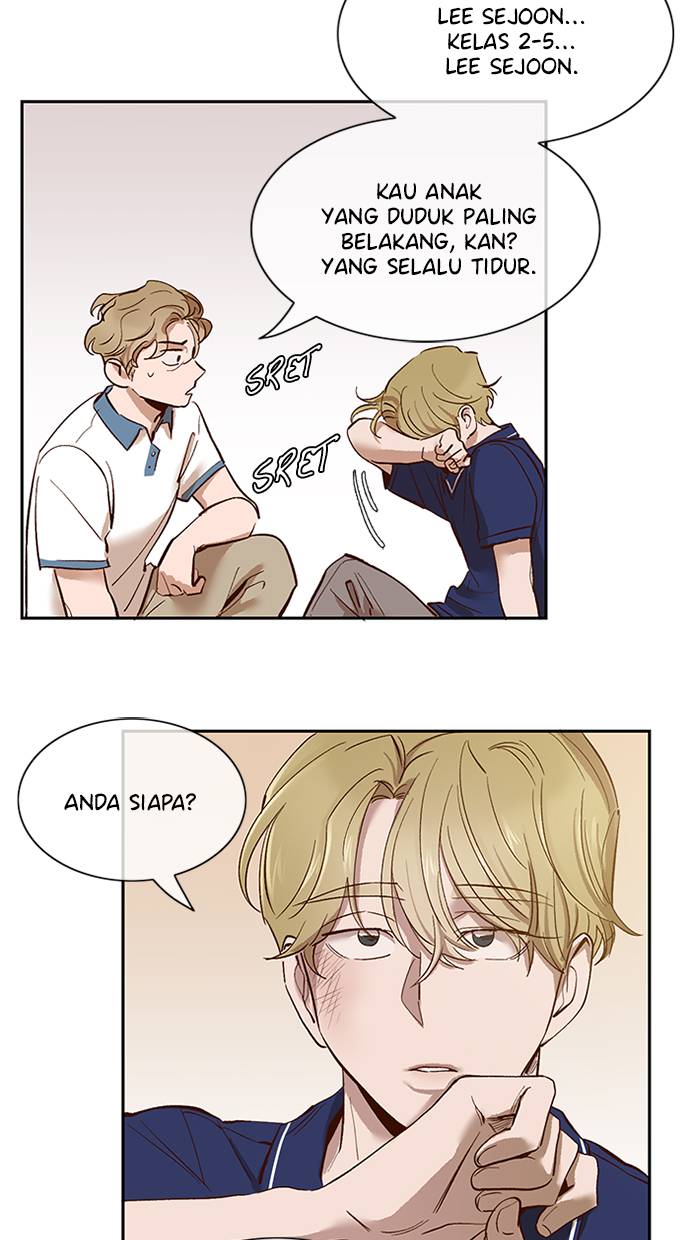 LEE SEJOON...
KELAS 2-5...
LEE SEJOON.
KAU ANAK
YANG DUDUK PALING
BELAKANG, KAN?
YANG SELALU TIDUR.
SRET
SRET
ANDA SIAPA?